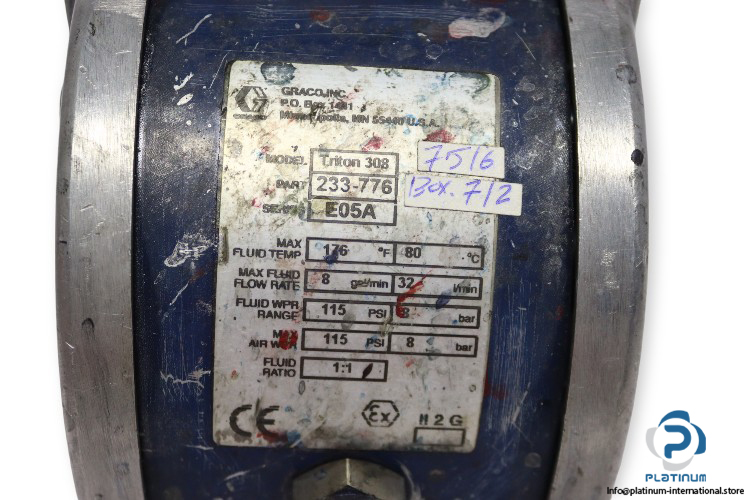 GRACO, INC.
P.O. Box 1441
MN 55440 U.S.A.
GRACO
MODEL Triton 308
7516
PART 233-776
Box. 7/2
E05A
MAX FLUID TEMP 176 °F 80 °C
MAX FLUID FLOW RATE 8 gal/min 32 l/min
FLUID WPR RANGE 115 PSI 8 bar
MAX AIR WPR 115 PSI 8 bar
FLUID RATIO 1:1
CE Ex II 2 G
PLATINUM
INTERNATIONAL
Info@platinum-international.store